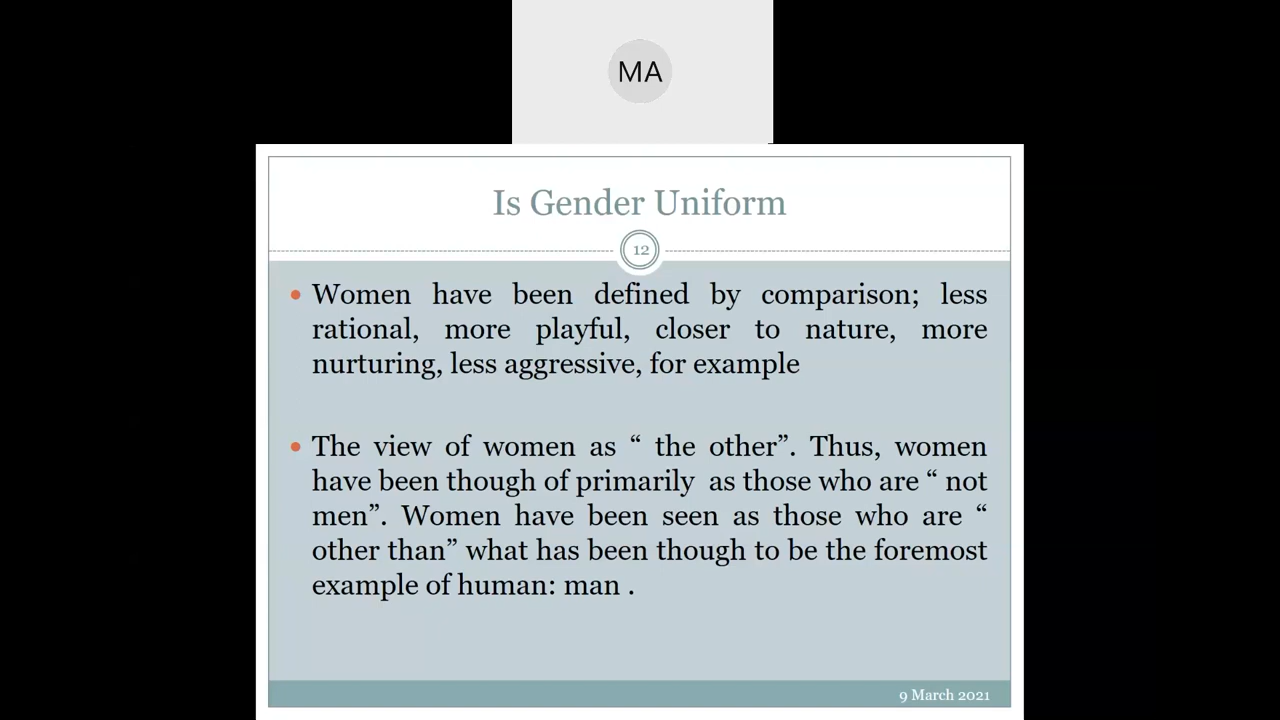 MA
Is Gender Uniform
12
• Women have been defined by comparison; less
rational, more playful, closer to nature, more
nurturing, less aggressive, for example
• The view of women as “ the other”. Thus, women
have been though of primarily as those who are “ not
men”. Women have been seen as those who are “
other than” what has been though to be the foremost
example of human: man .
9 March 2021